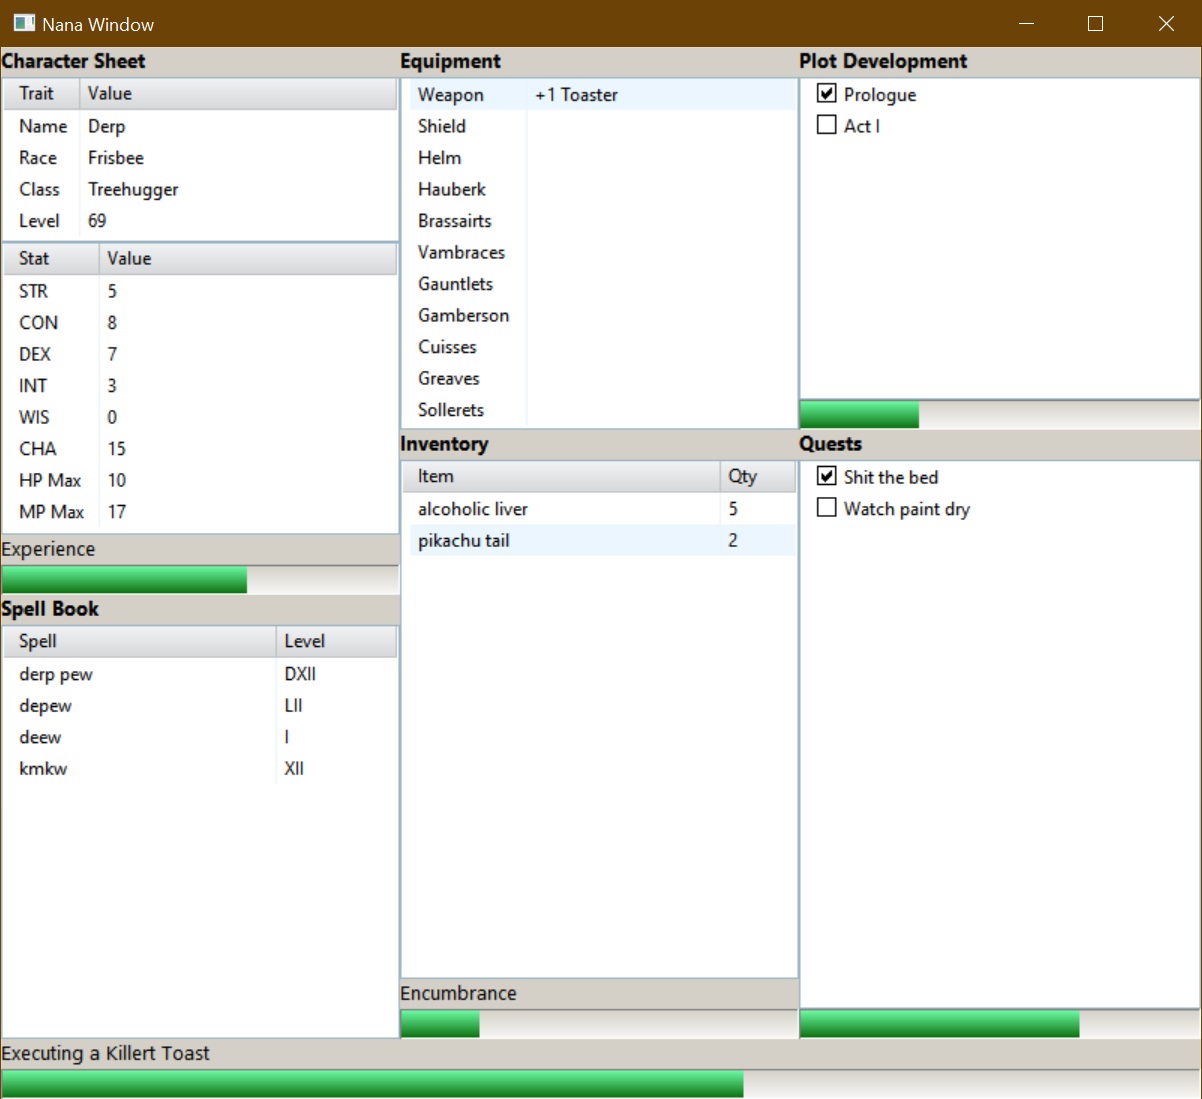 Nana Window
Character Sheet
Trait Value
Name Derp
Race Frisbee
Class Treehugger
Level 69
Stat Value
STR 5
CON 8
DEX 7
INT 3
WIS 0
CHA 15
HP Max 10
MP Max 17
Experience
Spell Book
Spell Level
derp pew DXII
depew LII
deew I
kmkw XII
Equipment
Weapon +1 Toaster
Shield
Helm
Hauberk
Brassairts
Vambraces
Gauntlets
Gamberson
Cuisses
Greaves
Sollerets
Inventory
Item Qty
alcoholic liver 5
pikachu tail 2
Encumbrance
Plot Development
Prologue
Act I
Quests
Shit the bed
Watch paint dry
Executing a Killert Toast